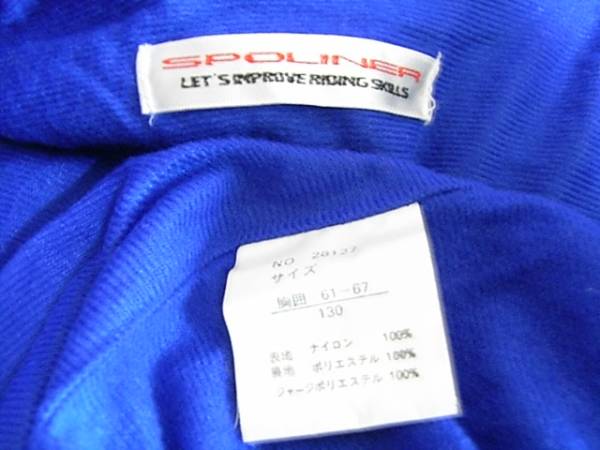 SPOLINER
LET'S IMPROVE RIDING SKILLS
NO 20127
サイズ
胸囲 61-67
130
表地 ナイロン 100%
裏地 ポリエステル 100%
ジャージポリエステル 100%